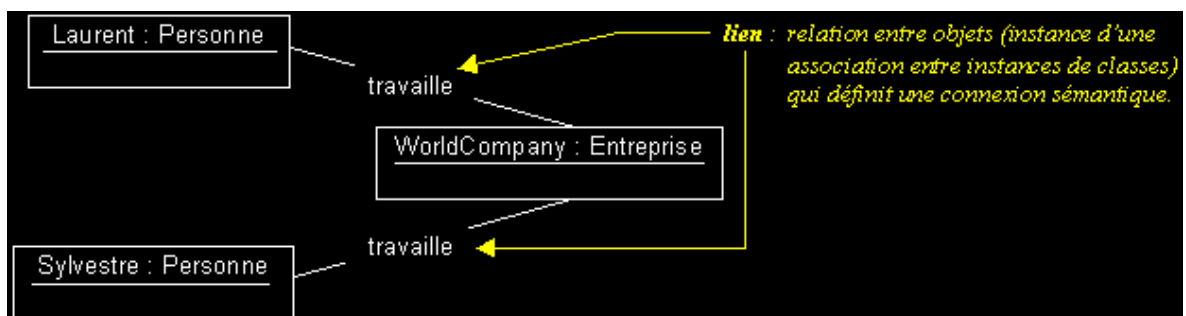 Laurent : Personne
lien : relation entre objets (instance d'une
association entre instances de classes)
qui définit une connexion sémantique.
travaille
WorldCompany : Entreprise
travaille
Sylvestre : Personne